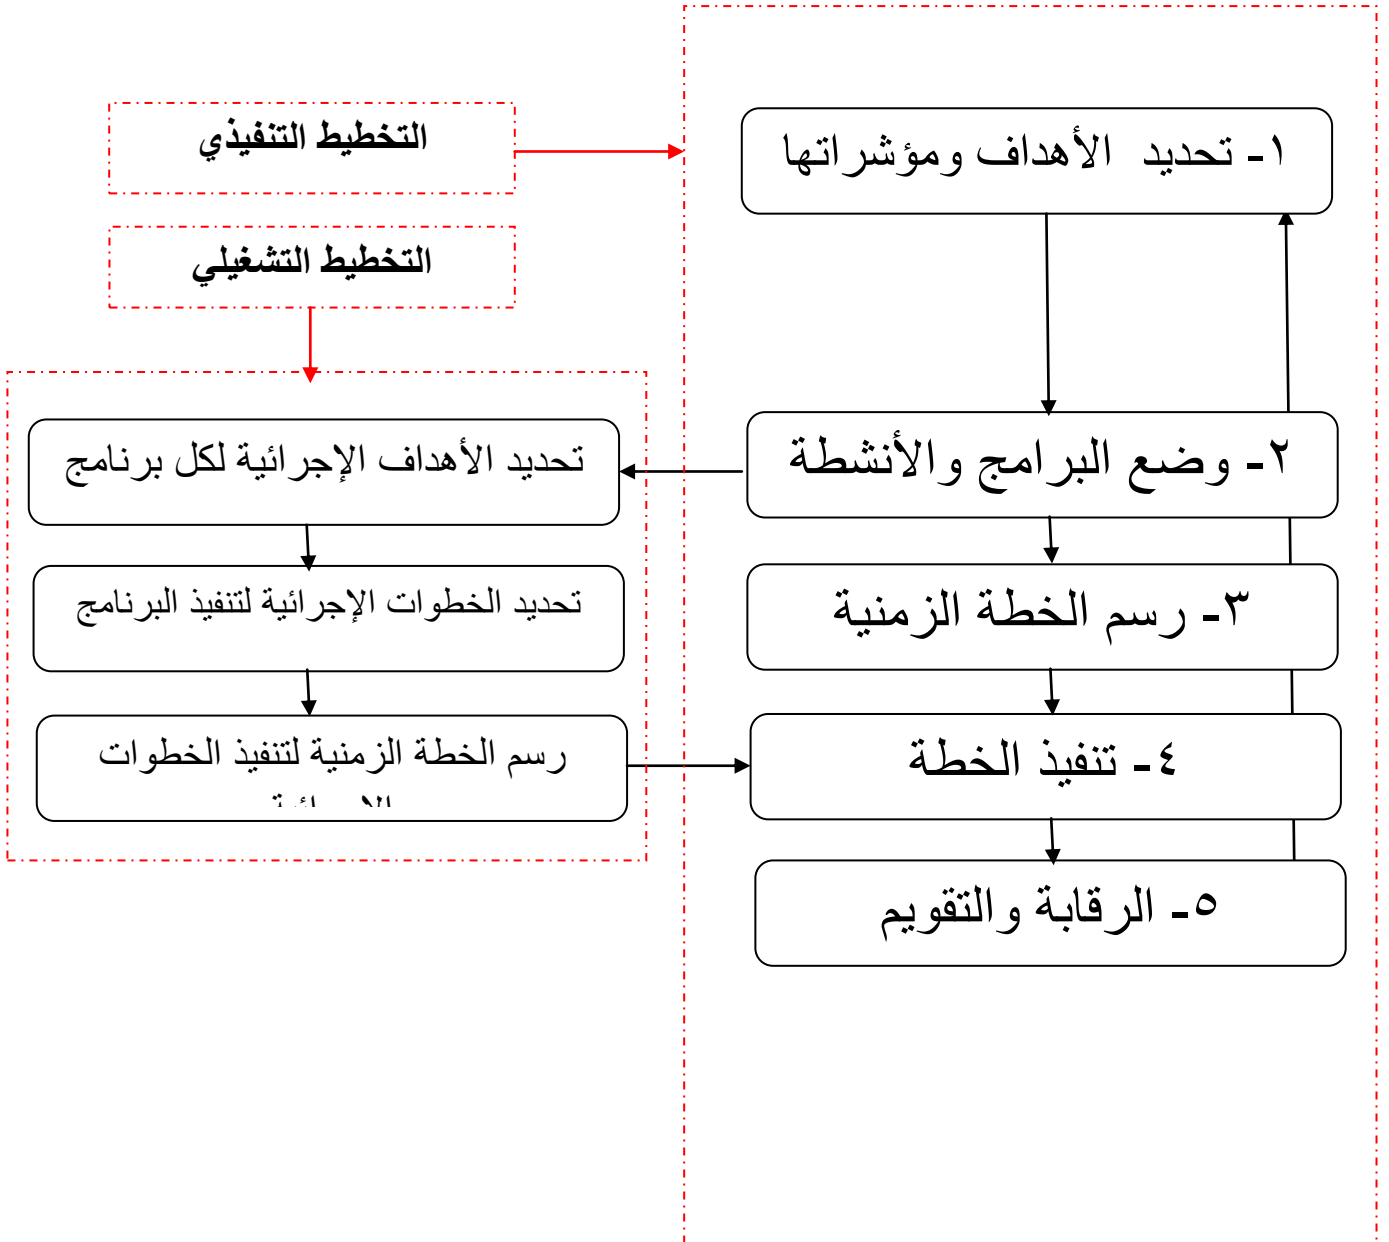 التخطيط التنفيذي
١- تحديد الأهداف ومؤشراتها
التخطيط التشغيلي
٢- وضع البرامج والأنشطة
تحديد الأهداف الإجرائية لكل برنامج
٣- رسم الخطة الزمنية
تحديد الخطوات الإجرائية لتنفيذ البرنامج
٤- تنفيذ الخطة
رسم الخطة الزمنية لتنفيذ الخطوات
٥- الرقابة والتقويم